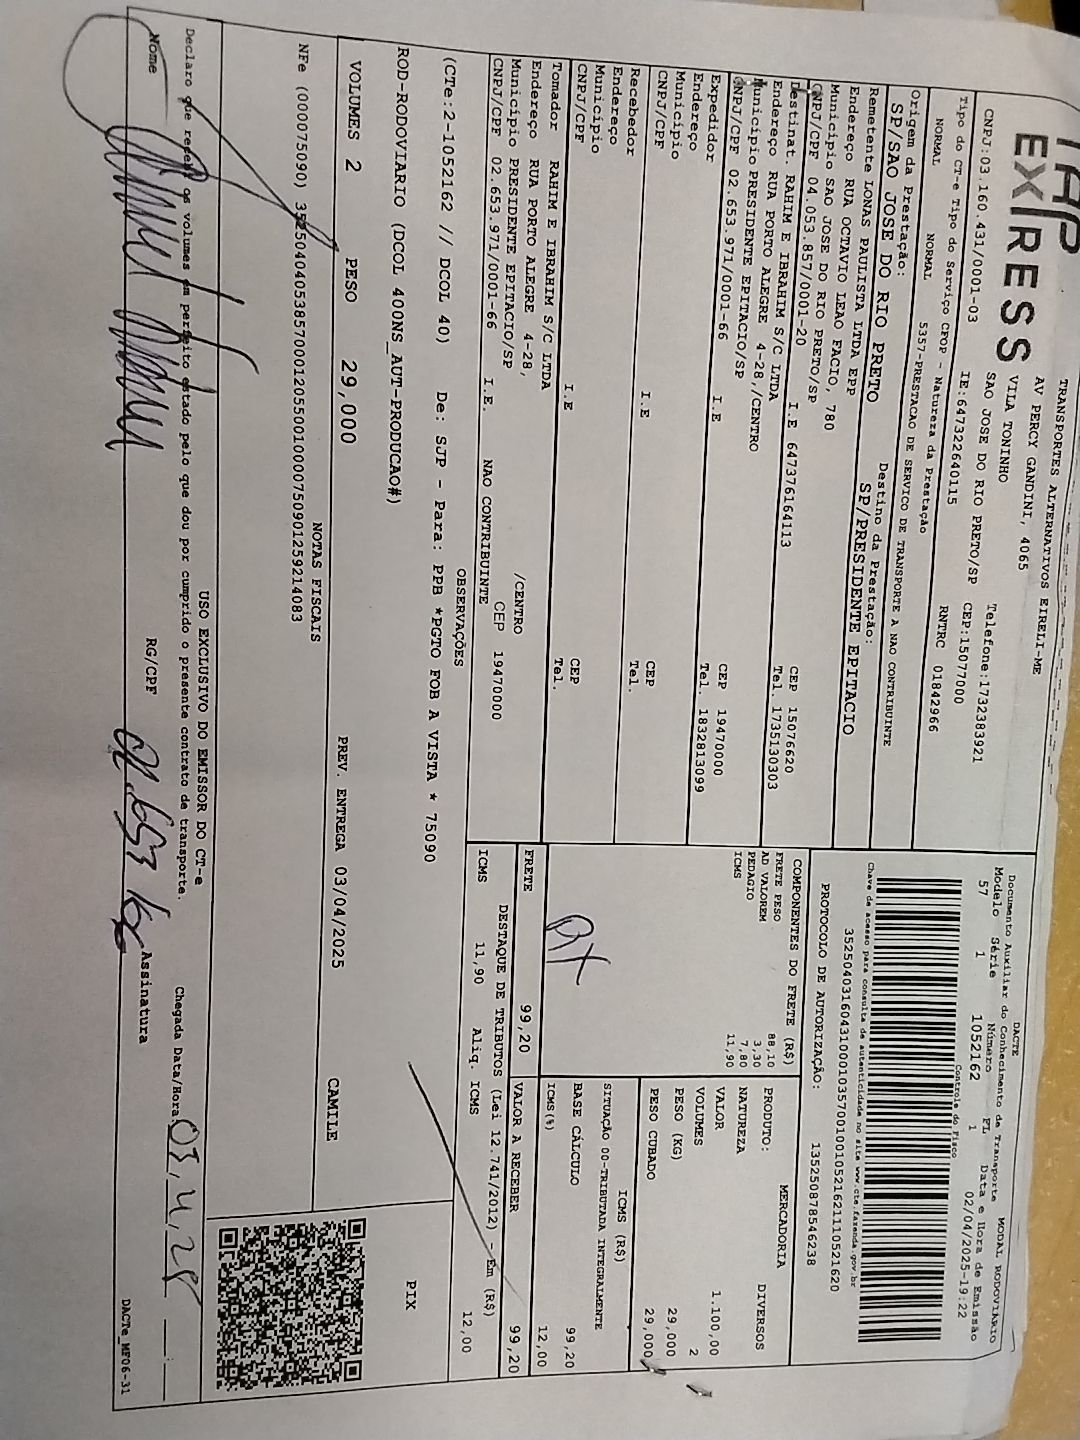 TAP
EXPRESS
TRANSPORTES ALTERNATIVOS EIRELI-ME
AV PERCY GANDINI, 4065
VILA TONINHO
SAO JOSE DO RIO PRETO/SP CEP:15077000
CNPJ:03.160.431/0001-03 IE:647322640115 Telefone:1732383921
Tipo do CT-e Tipo do Serviço CFOP - Natureza da Prestação RNTRC 01842966
NORMAL NORMAL 5357-PRESTACAO DE SERVICO DE TRANSPORTE A NAO CONTRIBUINTE
Origem da Prestação: Destino da Prestação:
SP/SAO JOSE DO RIO PRETO SP/PRESIDENTE EPITACIO
DACTE MODAL RODOVIÁRIO
Documento Auxiliar do Conhecimento de Transporte
Modelo Série Número FL Data e Hora de Emissão
57 1 1052162 1 02/04/2025-19:22
Controle do Fisco
Chave de acesso para consulta de autenticidade no site www.cte.fazenda.gov.br
35250403160431000103570010010521621110521620
PROTOCOLO DE AUTORIZAÇÃO: 135250878546238
Remetente LONAS PAULISTA LTDA EPP
Endereço RUA OCTAVIO LEAO FACIO, 780
Município SAO JOSE DO RIO PRETO/SP CEP 15076620
CNPJ/CPF 04.053.857/0001-20 I.E 647376164113 Tel. 1735130303
Destinat. RAHIM E IBRAHIM S/C LTDA
Endereço RUA PORTO ALEGRE 4-28,/CENTRO
Município PRESIDENTE EPITACIO/SP CEP 19470000
CNPJ/CPF 02.653.971/0001-66 I.E Tel. 1832813099
Expedidor
Endereço
Município CEP
CNPJ/CPF I.E Tel.
Recebedor
Endereço
Município CEP
CNPJ/CPF I.E Tel.
Tomador RAHIM E IBRAHIM S/C LTDA
Endereço RUA PORTO ALEGRE 4-28, /CENTRO
Município PRESIDENTE EPITACIO/SP CEP 19470000
CNPJ/CPF 02.653.971/0001-66 I.E. NAO CONTRIBUINTE
COMPONENTES DO FRETE (R$)
FRETE PESO 88,10
AD VALOREM 3,30
PEDAGIO 7,80
ICMS 11,90
PRODUTO: MERCADORIA
NATUREZA DIVERSOS
VALOR 1.100,00
VOLUMES 2
PESO (KG) 29,000
PESO CUBADO 29,000
ICMS (R$)
SITUAÇÃO 00-TRIBUTADA INTEGRALMENTE
BASE CÁLCULO 99,20
ICMS(%) 12,00
FRETE 99,20 VALOR A RECEBER 99,20
DESTAQUE DE TRIBUTOS (Lei 12.741/2012) - Em (R$)
ICMS 11,90 Aliq. ICMS 12,00
OBSERVAÇÕES
(CTe:2-1052162 // DCOL 40) De: SJP - Para: PPB *PGTO FOB A VISTA * 75090
ROD-RODOVIARIO (DCOL 400NS_AUT-PRODUCAO#)
PIX
VOLUMES 2 PESO 29,000 PREV. ENTREGA 03/04/2025 CAMILE
NOTAS FISCAIS
NFe (000075090) 35250404053857000120550010000750901259214083
USO EXCLUSIVO DO EMISSOR DO CT-e
Declaro que recebi os volumes em perfeito estado pelo que dou por cumprido o presente contrato de transporte.
Chegada Data/Hora 03/4/25
Nome RG/CPF Assinatura
DACTe_MF06-31